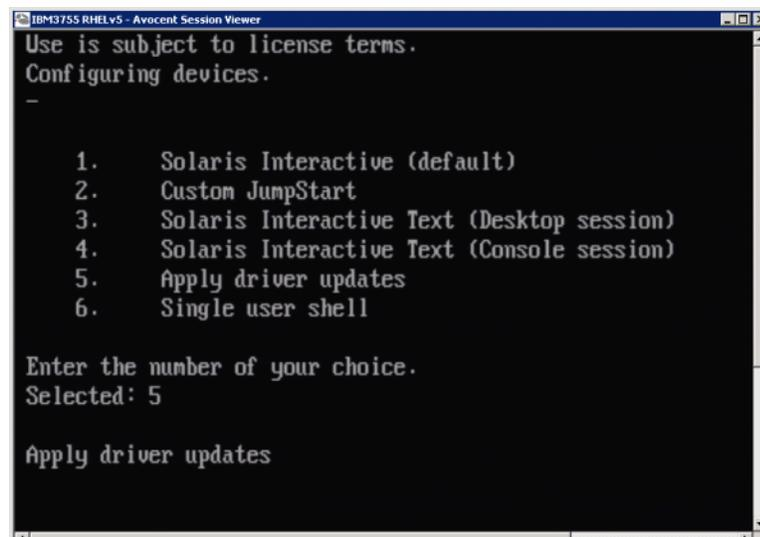 IBM3755 RHELv5 - Avocent Session Viewer
Use is subject to license terms.
Configuring devices.
1. Solaris Interactive (default)
2. Custom JumpStart
3. Solaris Interactive Text (Desktop session)
4. Solaris Interactive Text (Console session)
5. Apply driver updates
6. Single user shell
Enter the number of your choice.
Selected: 5
Apply driver updates